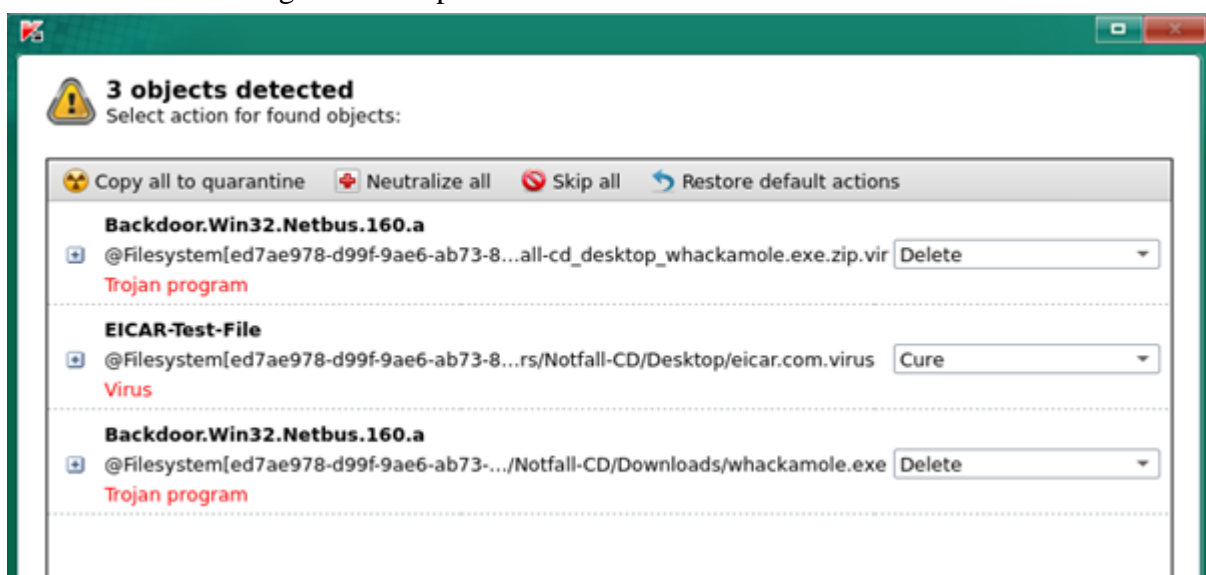 3 objects detected
Select action for found objects:
Copy all to quarantine Neutralize all Skip all Restore default actions
Backdoor.Win32.Netbus.160.a
@Filesystem[ed7ae978-d99f-9ae6-ab73-8...all-cd_desktop_whackamole.exe.zip.vir Delete
Trojan program
EICAR-Test-File
@Filesystem[ed7ae978-d99f-9ae6-ab73-8...rs/Notfall-CD/Desktop/eicar.com.virus Cure
Virus
Backdoor.Win32.Netbus.160.a
@Filesystem[ed7ae978-d99f-9ae6-ab73-.../Notfall-CD/Downloads/whackamole.exe Delete
Trojan program